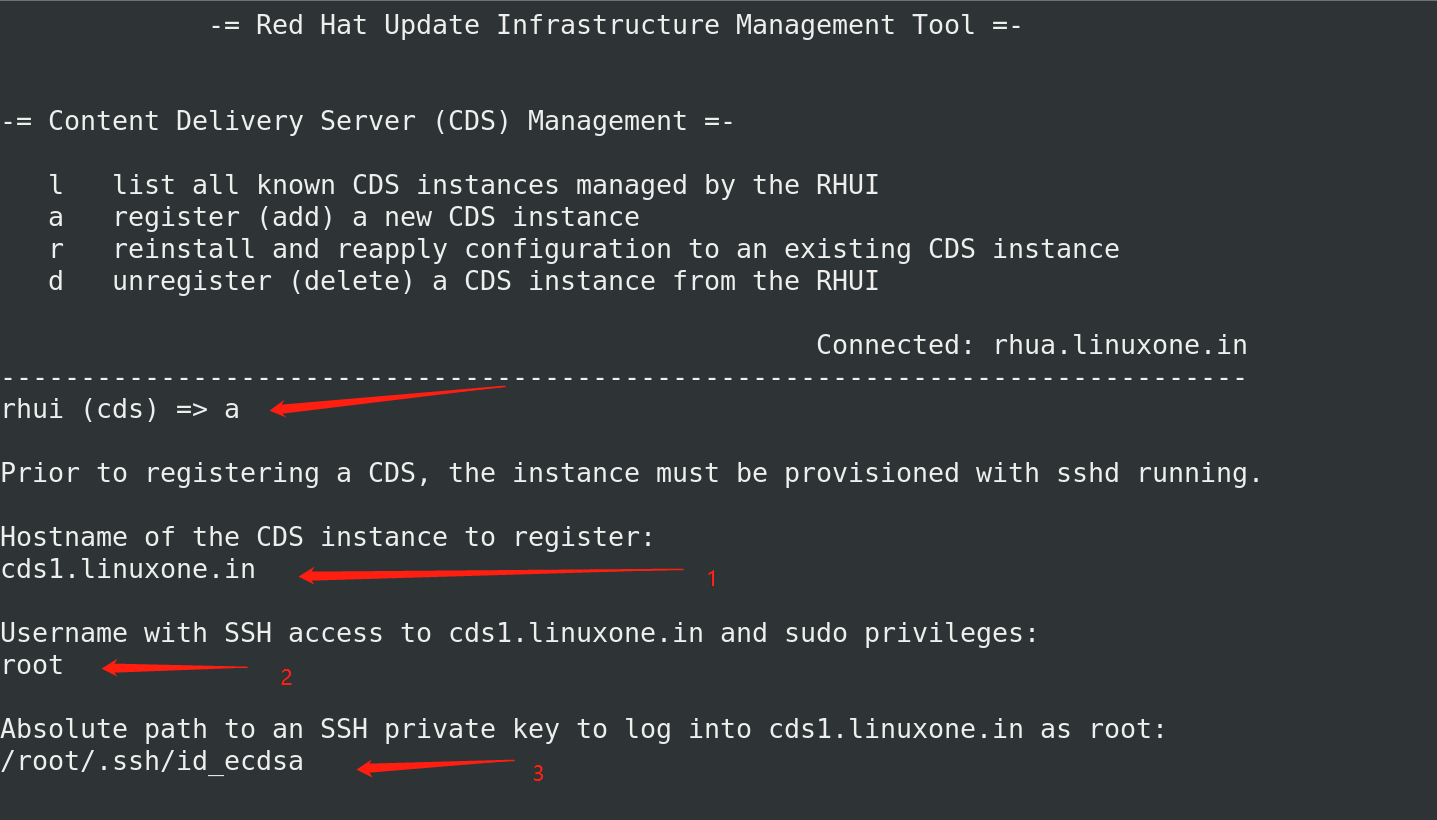 -= Red Hat Update Infrastructure Management Tool =-
-= Content Delivery Server (CDS) Management =-
l   list all known CDS instances managed by the RHUI
a   register (add) a new CDS instance
r   reinstall and reapply configuration to an existing CDS instance
d   unregister (delete) a CDS instance from the RHUI
Connected: rhua.linuxone.in
------------------------------------------------------------------------------
rhui (cds) => a
Prior to registering a CDS, the instance must be provisioned with sshd running.
Hostname of the CDS instance to register:
cds1.linuxone.in 1
Username with SSH access to cds1.linuxone.in and sudo privileges:
root 2
Absolute path to an SSH private key to log into cds1.linuxone.in as root:
/root/.ssh/id_ecdsa 3